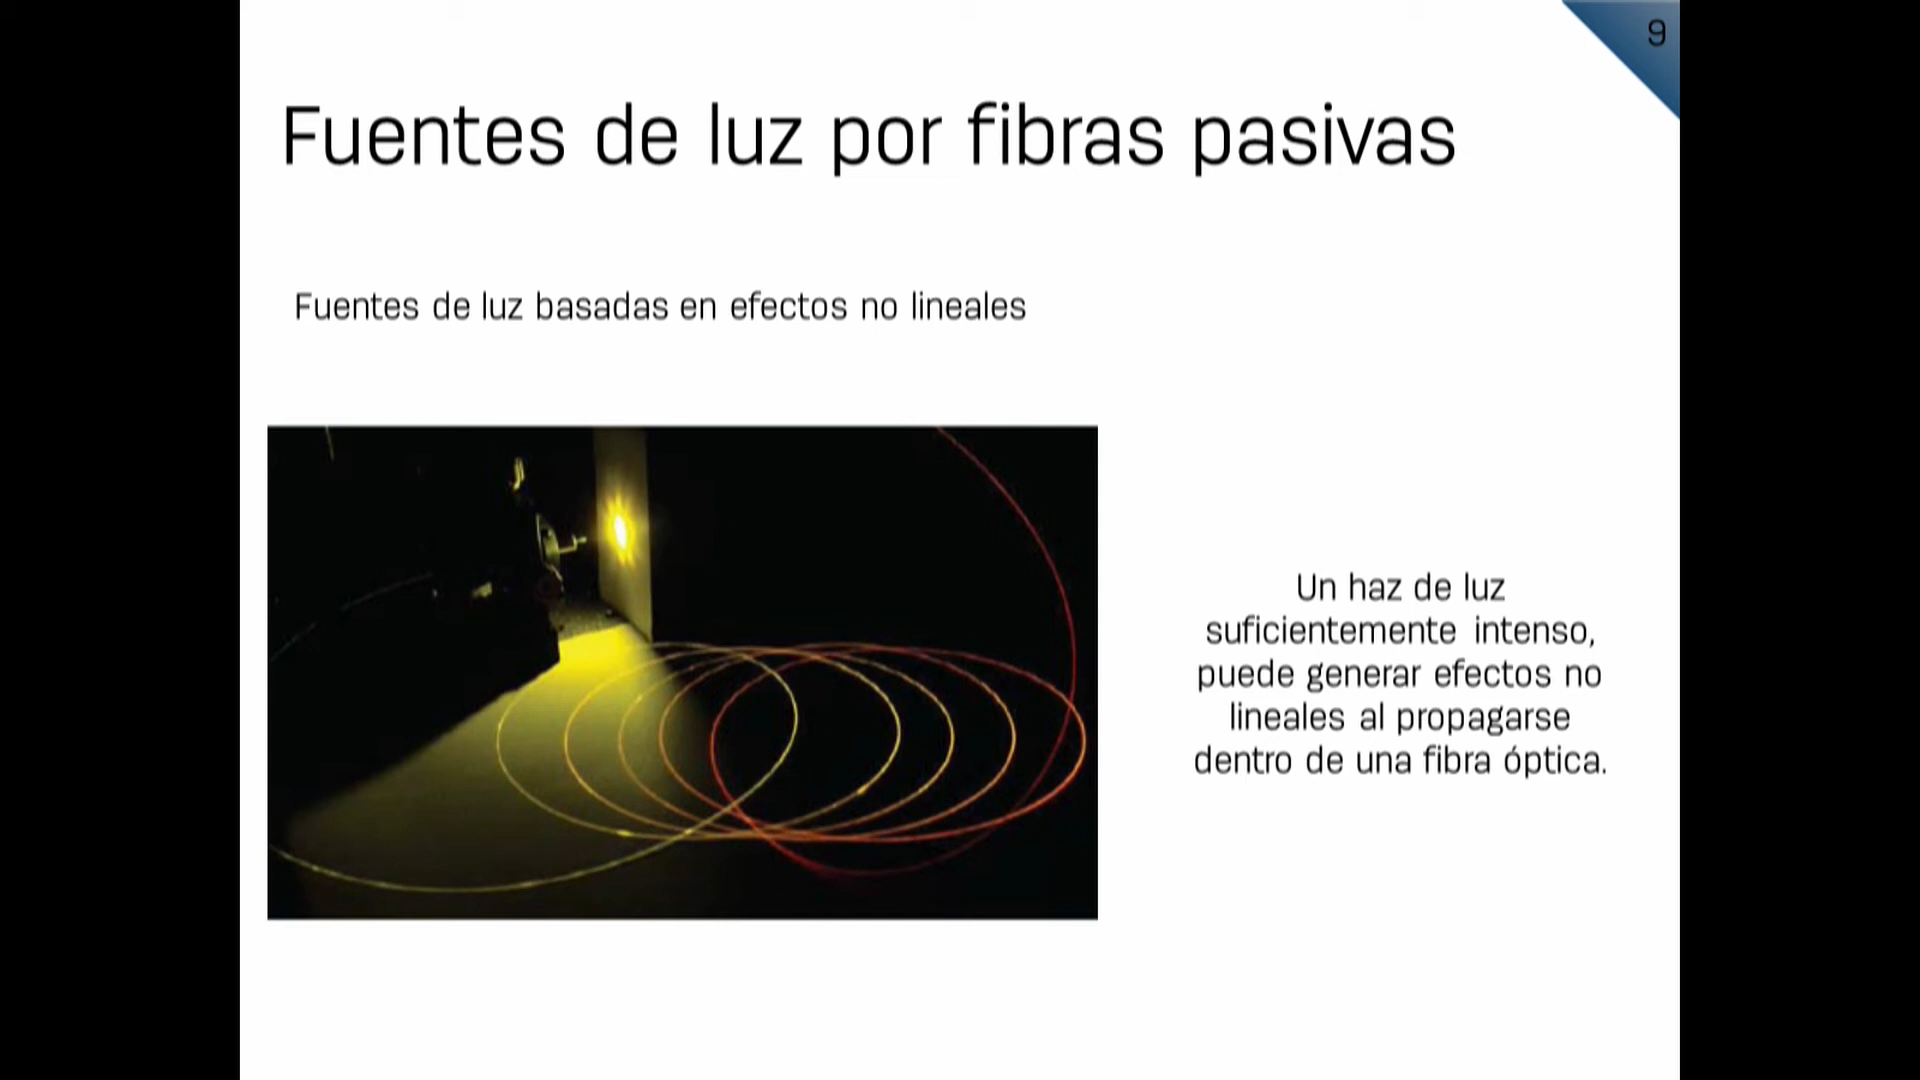 9
Fuentes de luz por fibras pasivas
Fuentes de luz basadas en efectos no lineales
Un haz de luz
suficientemente intenso,
puede generar efectos no
lineales al propagarse
dentro de una fibra óptica.